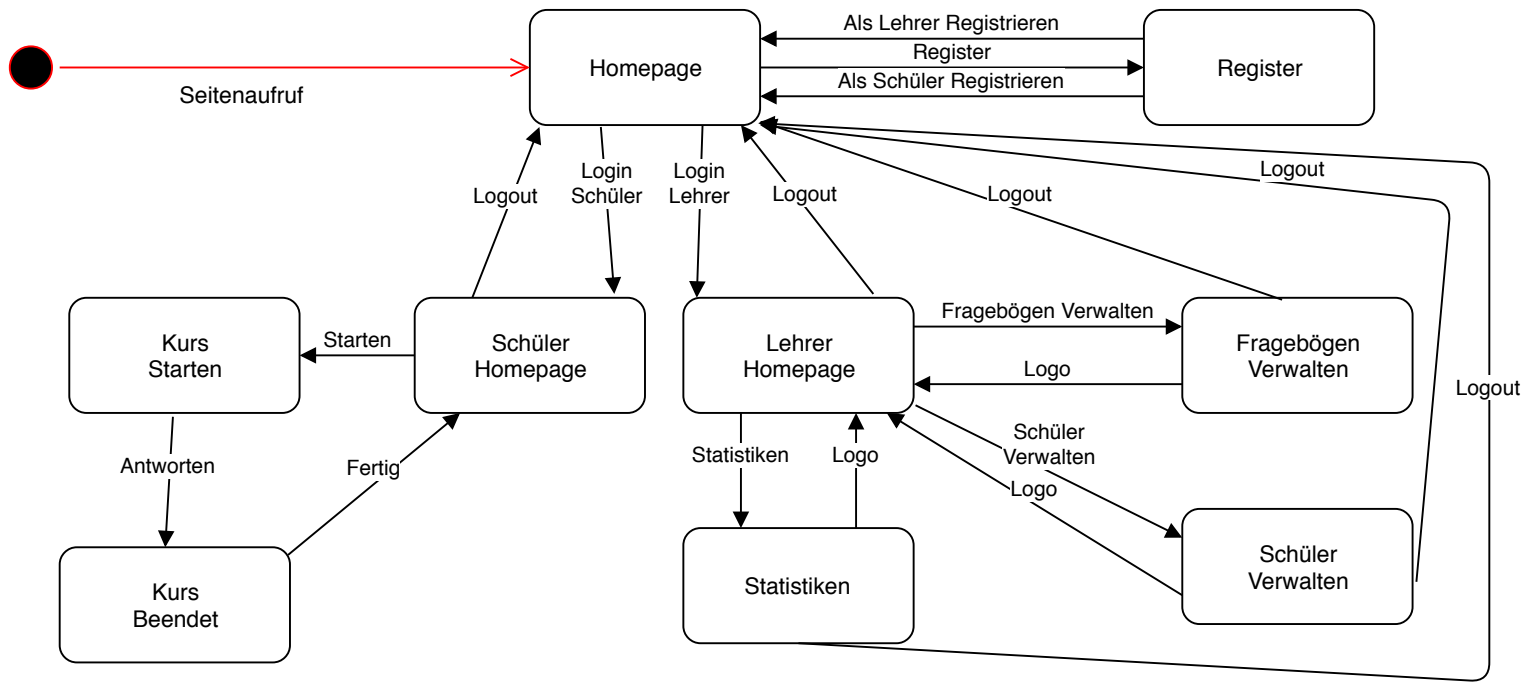 Als Lehrer Registrieren
Homepage
Register
Register
Als Schüler Registrieren
Seitenaufruf
Logout
Login
Schüler
Login
Lehrer
Logout
Logout
Logout
Kurs
Starten
Starten
Schüler
Homepage
Lehrer
Homepage
Fragebögen Verwalten
Logo
Fragebögen
Verwalten
Logout
Antworten
Fertig
Statistiken
Logo
Schüler
Verwalten
Logo
Kurs
Beendet
Statistiken
Schüler
Verwalten